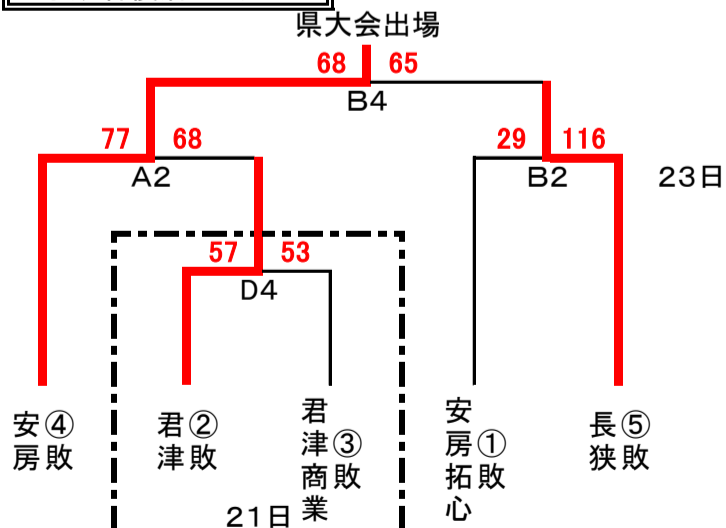 県大会出場
68 65
B4
77 68
29 116
A2
B2
23日
57 53
D4
安房 ④敗
君津 ②敗
君津商業 ③敗
安房拓心 ①敗
長狭 ⑤敗
21日